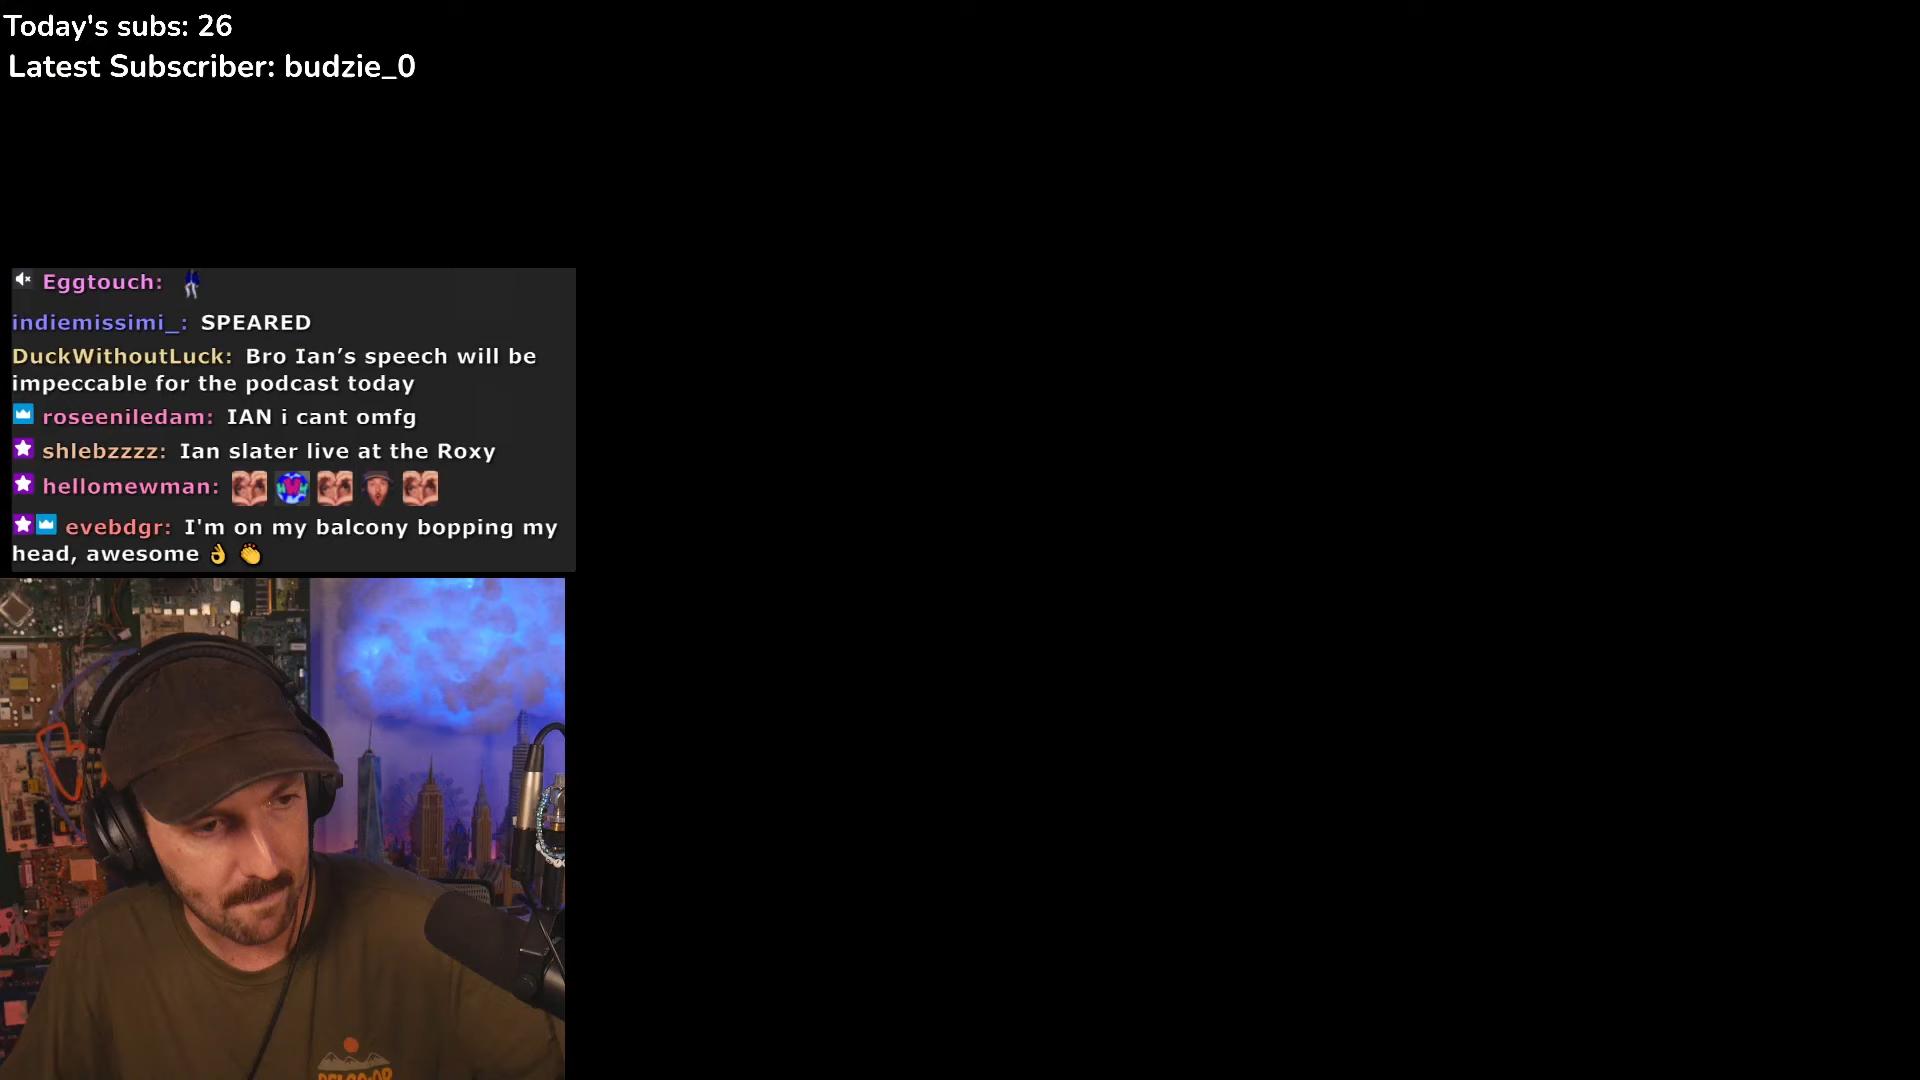 Today's subs: 26
Latest Subscriber: budzie_0
Eggtouch:
indiemissimi_: SPEARED
DuckWithoutLuck: Bro Ian’s speech will be
impeccable for the podcast today
roseeniledam: IAN i cant omfg
shlebzzzz: Ian slater live at the Roxy
hellomewman:
evebdgr: I'm on my balcony bopping my
head, awesome 👌 👏